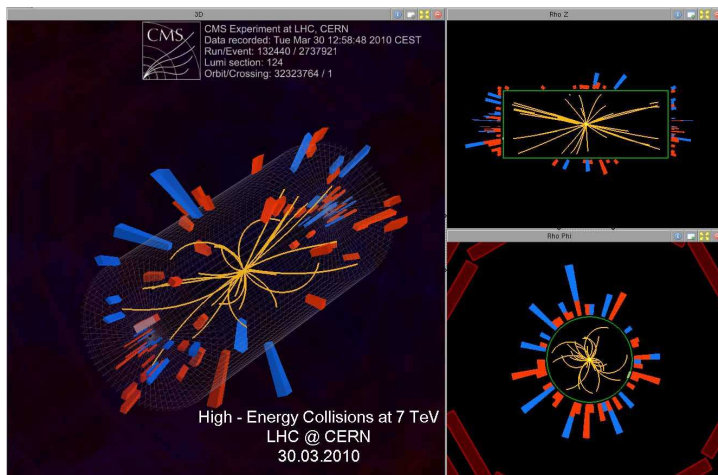 3D
CMS
CMS Experiment at LHC, CERN
Data recorded: Tue Mar 30 12:58:48 2010 CEST
Run/Event: 132440 / 2737921
Lumi section: 124
Orbit/Crossing: 32323764 / 1
High - Energy Collisions at 7 TeV
LHC @ CERN
30.03.2010
Rho Z
Rho Phi